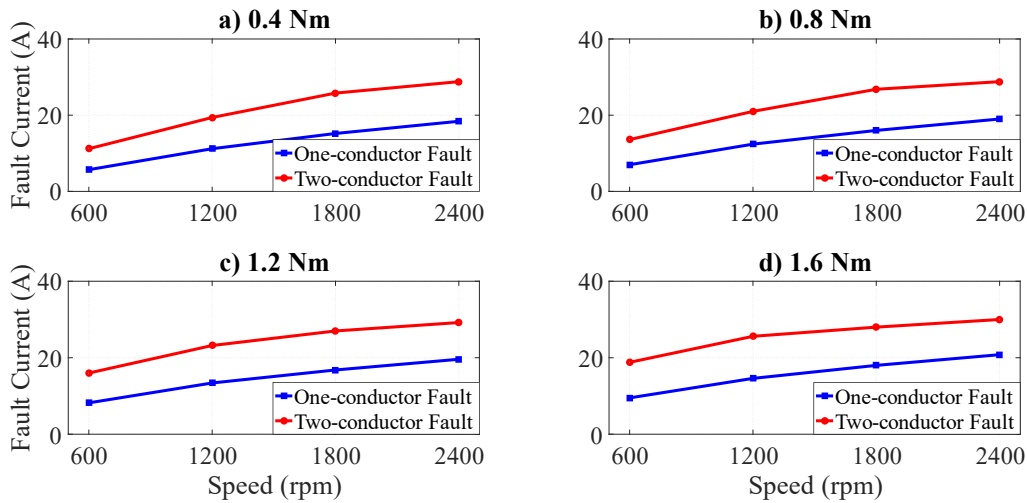 a) 0.4 Nm
Fault Current (A)
40
20
0
600 1200 1800 2400
One-conductor Fault
Two-conductor Fault
b) 0.8 Nm
40
20
0
600 1200 1800 2400
One-conductor Fault
Two-conductor Fault
c) 1.2 Nm
Fault Current (A)
40
20
0
600 1200 1800 2400
Speed (rpm)
One-conductor Fault
Two-conductor Fault
d) 1.6 Nm
40
20
0
600 1200 1800 2400
Speed (rpm)
One-conductor Fault
Two-conductor Fault